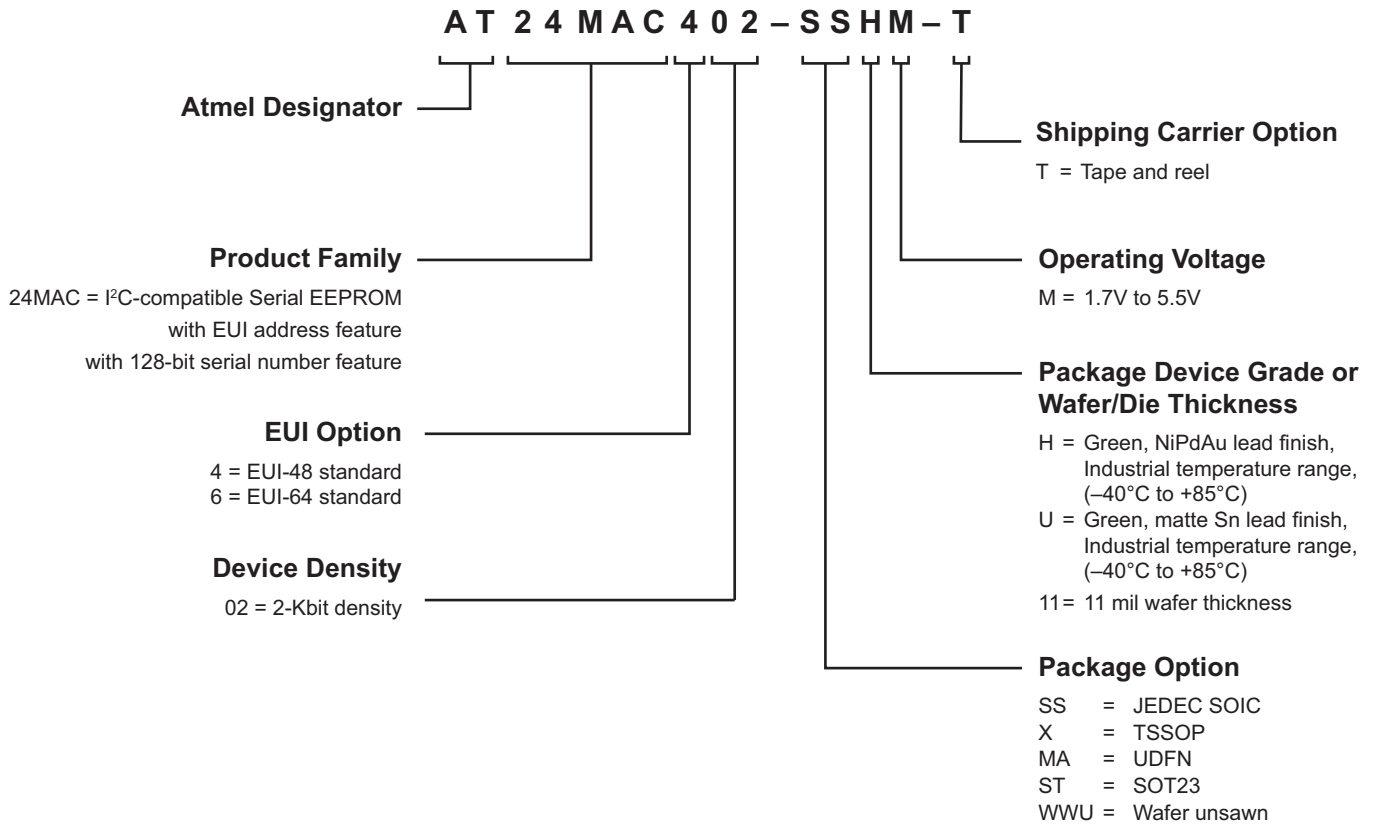 AT24MAC402–SSHM–T
Atmel Designator
Product Family
24MAC = I²C-compatible Serial EEPROM
with EUI address feature
with 128-bit serial number feature
EUI Option
4 = EUI-48 standard
6 = EUI-64 standard
Device Density
02 = 2-Kbit density
Shipping Carrier Option
T = Tape and reel
Operating Voltage
M = 1.7V to 5.5V
Package Device Grade or
Wafer/Die Thickness
H = Green, NiPdAu lead finish,
Industrial temperature range,
(–40°C to +85°C)
U = Green, matte Sn lead finish,
Industrial temperature range,
(–40°C to +85°C)
11= 11 mil wafer thickness
Package Option
SS = JEDEC SOIC
X = TSSOP
MA = UDFN
ST = SOT23
WWU = Wafer unsawn